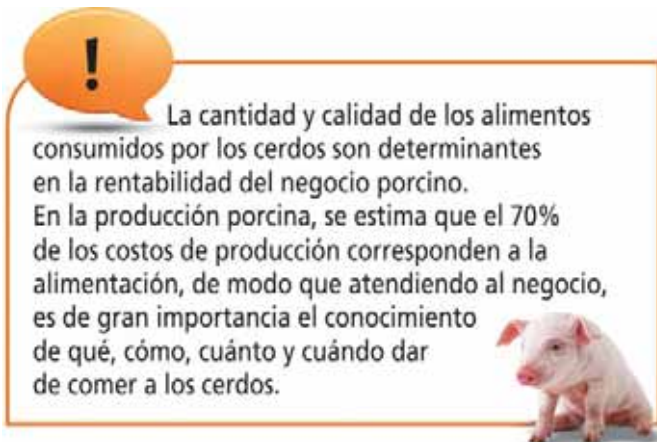 !
La cantidad y calidad de los alimentos
consumidos por los cerdos son determinantes
en la rentabilidad del negocio porcino.
En la producción porcina, se estima que el 70%
de los costos de producción corresponden a la
alimentación, de modo que atendiendo al negocio,
es de gran importancia el conocimiento
de qué, cómo, cuánto y cuándo dar
de comer a los cerdos.